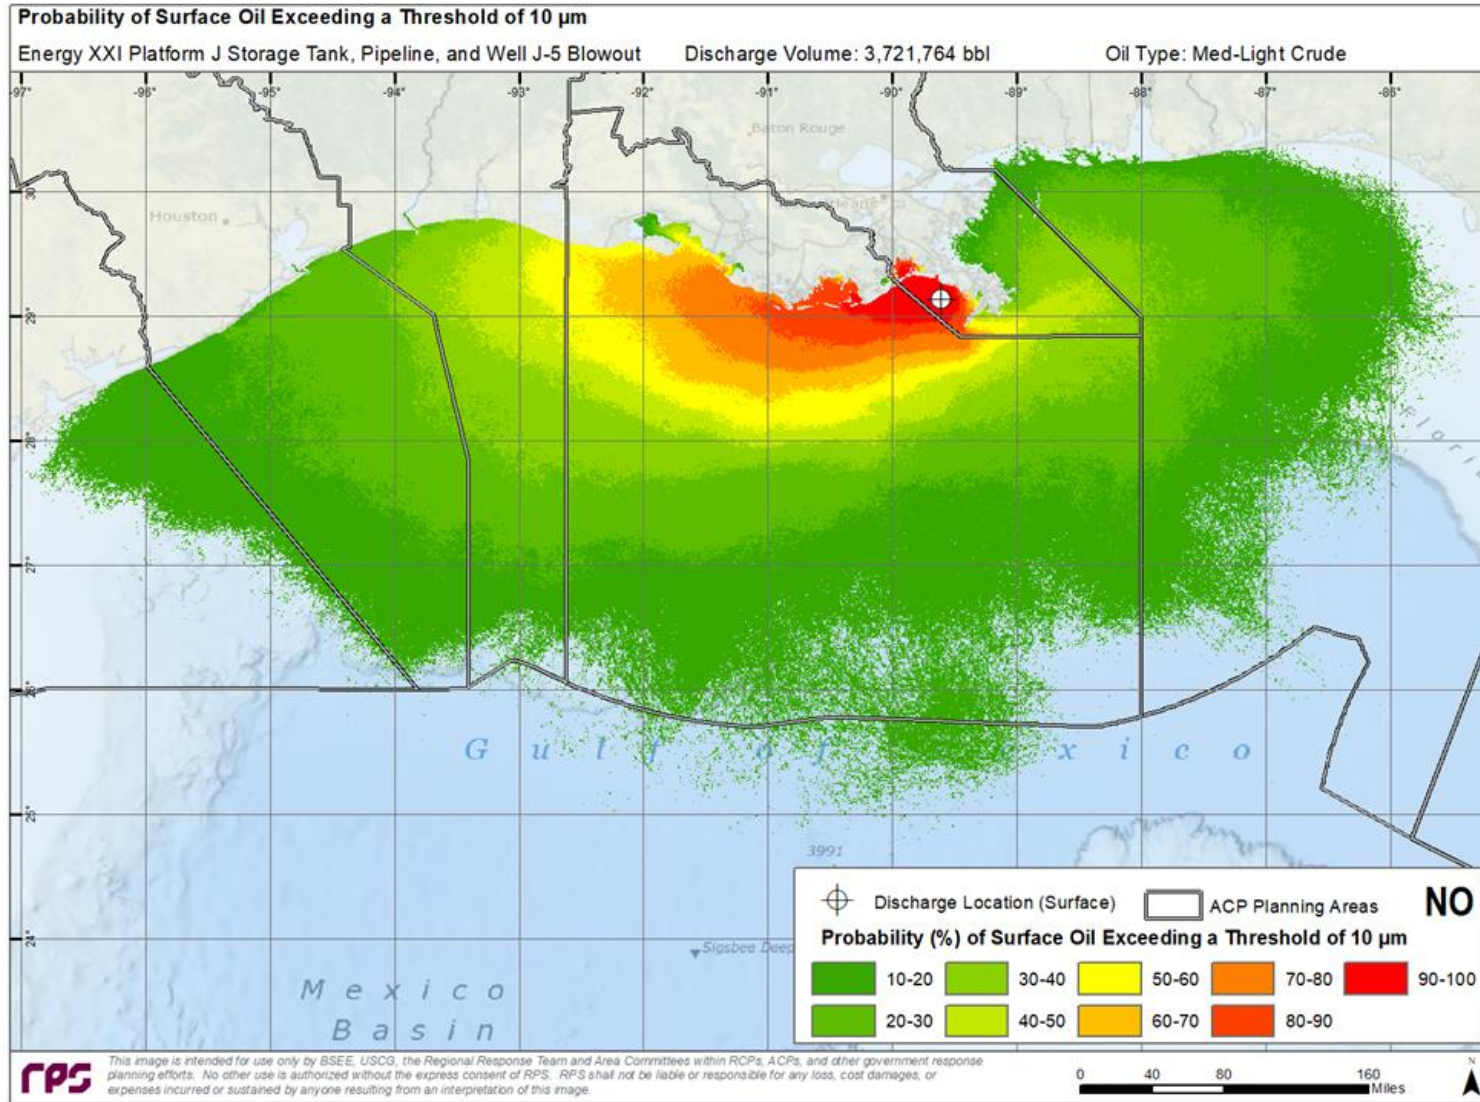 Probability of Surface Oil Exceeding a Threshold of 10 µm
Energy XXI Platform J Storage Tank, Pipeline, and Well J-5 Blowout Discharge Volume: 3,721,764 bbl Oil Type: Med-Light Crude
-97° -96° -95° -94° -93° -92° -91° -90° -89° -88° -87° -86°
Baton Rouge
30
Houston
29
28
27°
26°
Gulf of exico
25°
3991
24°
Sigsbee Deep
Mexico
Basin
Discharge Location (Surface) ACP Planning Areas NO
Probability (%) of Surface Oil Exceeding a Threshold of 10 µm
10-20 30-40 50-60 70-80 90-100
20-30 40-50 60-70 80-90
rps
This image is intended for use only by BSEE, USCG, the Regional Response Team and Area Committees within RCPs, ACPs, and other government response
planning efforts. No other use is authorized without the express consent of RPS. RPS shall not be liable or responsible for any loss, cost damages, or
expenses incurred or sustained by anyone resulting from an interpretation of this image.
0 40 80 160
Miles
N